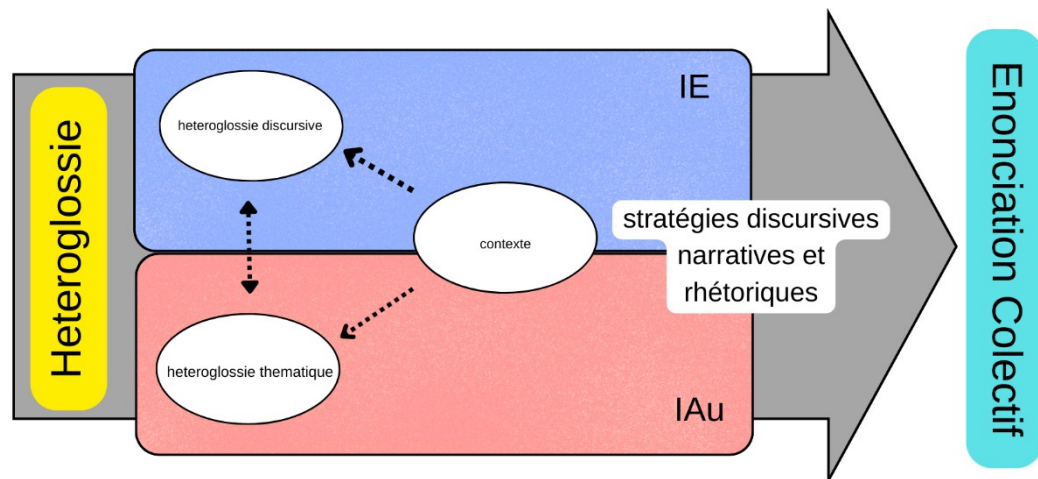 Heteroglossie
heteroglossie discursive
IE
contexte
stratégies discursives
narratives et
rhétoriques
heteroglossie thematique
IAu
Enonciation Colectif